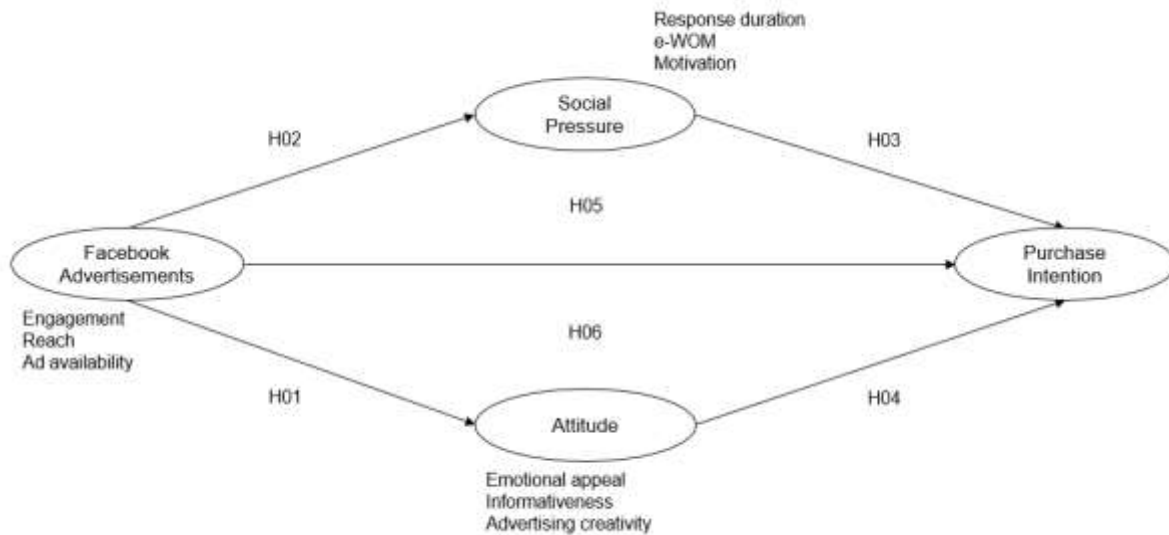 Response duration
e-WOM
Motivation
Social
Pressure
H02
H03
H05
Facebook
Advertisements
Purchase
Intention
Engagement
Reach
Ad availability
H06
H01
H04
Attitude
Emotional appeal
Informativeness
Advertising creativity